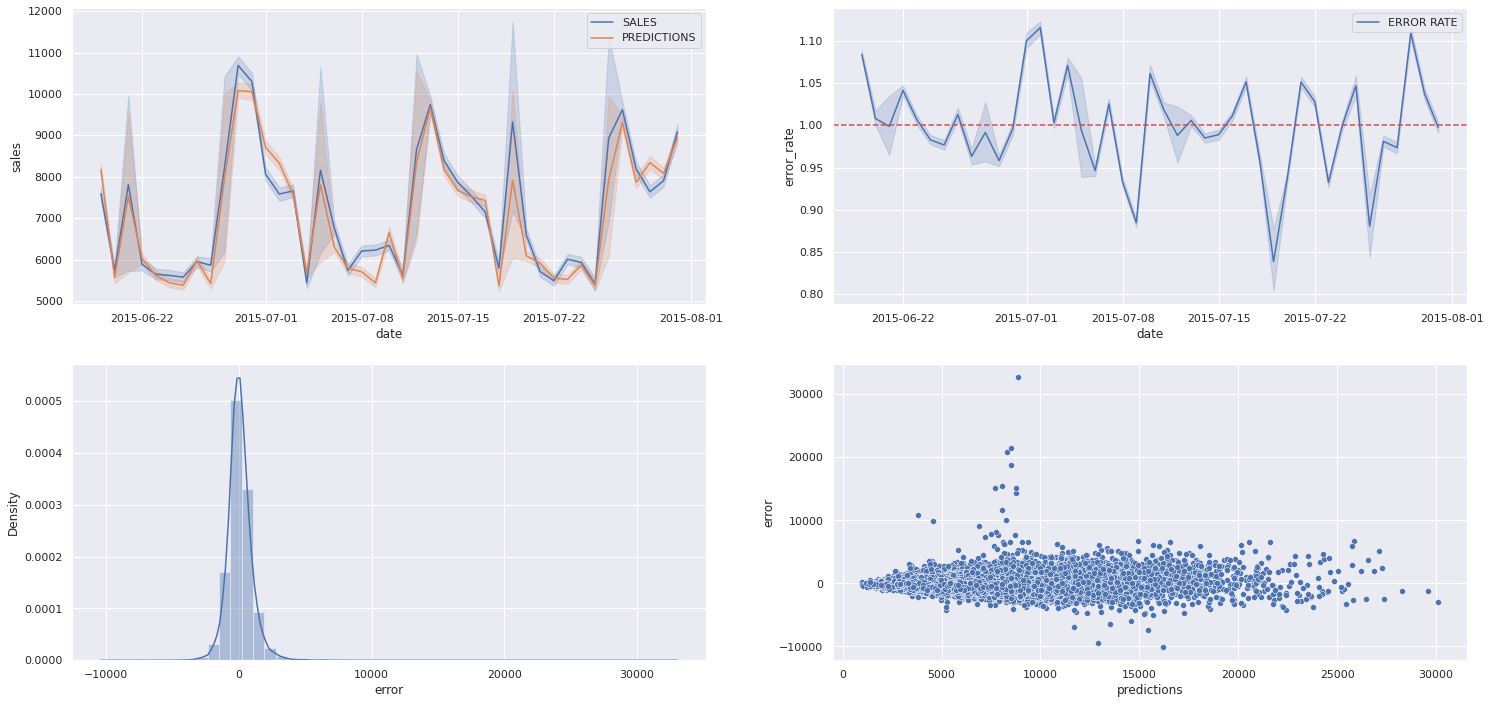 12000
11000
10000
9000
8000
7000
6000
5000
sales
SALES
PREDICTIONS
2015-06-22 2015-07-01 2015-07-08 2015-07-15 2015-07-22 2015-08-01
date
1.10
1.05
1.00
0.95
0.90
0.85
0.80
error_rate
ERROR RATE
2015-06-22 2015-07-01 2015-07-08 2015-07-15 2015-07-22 2015-08-01
date
0.0005
0.0004
0.0003
0.0002
0.0001
0.0000
Density
−10000 0 10000 20000 30000
error
30000
20000
10000
0
−10000
error
0 5000 10000 15000 20000 25000 30000
predictions